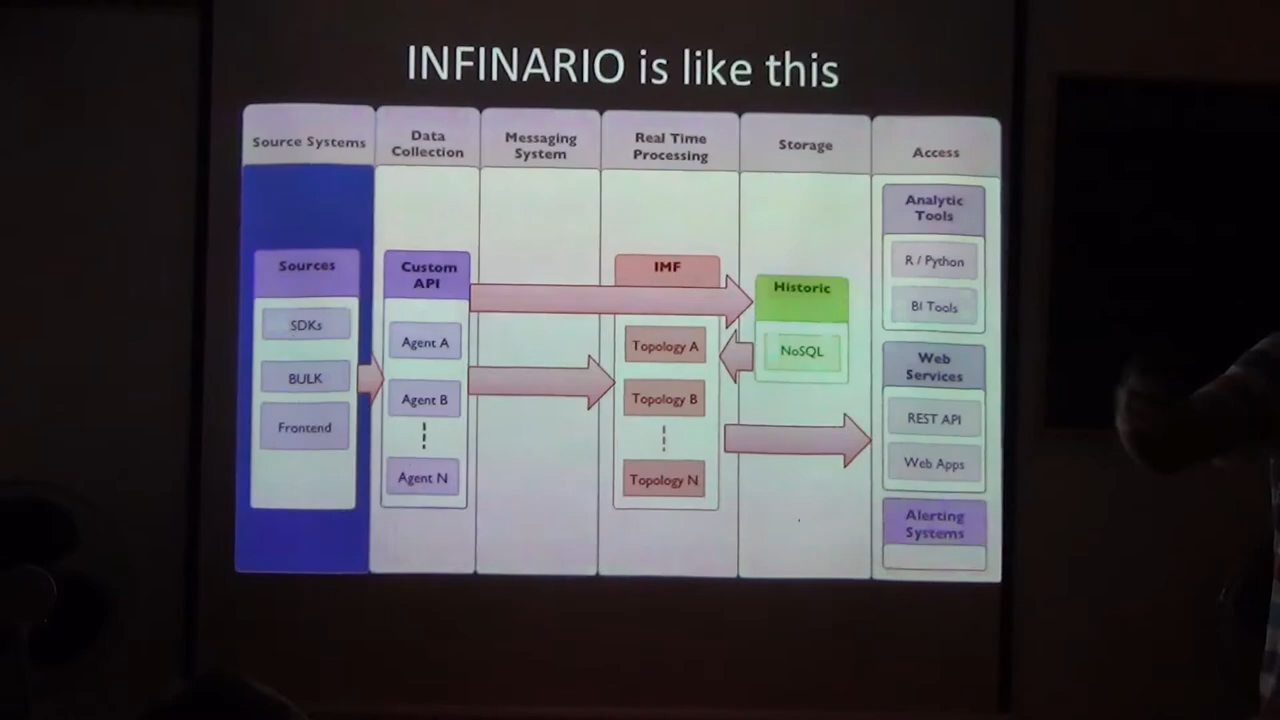 INFINARIO is like this
Source Systems
Data
Collection
Messaging
System
Real Time
Processing
Storage
Access
Sources
SDKs
BULK
Frontend
Custom
API
Agent A
Agent B
Agent N
IMF
Topology A
Topology B
Topology N
Historic
NoSQL
Analytic
Tools
R / Python
BI Tools
Web
Services
REST API
Web Apps
Alerting
Systems